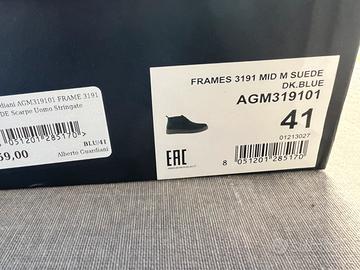 FRAMES 3191 MID M SUEDE
DK.BLUE
AGM319101
41
01213027
EAC
8 051201 285170 >
rdiani AGM319101 FRAME 3191
DE Scarpe Uomo Stringate
051201 285170 >
BLU/41
59,00
Alberto Guardiani